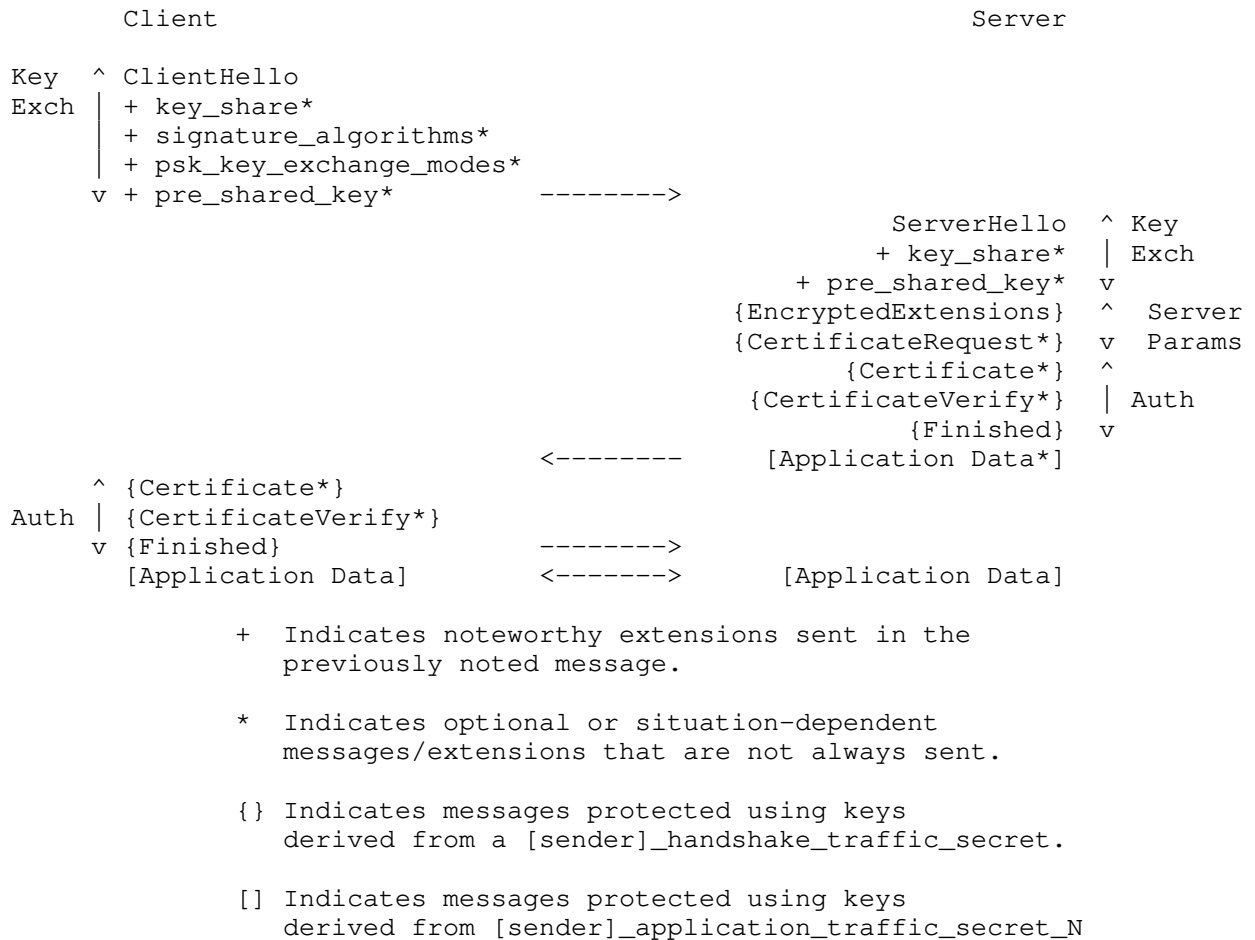 Client                                           Server

Key  ^ ClientHello
Exch | + key_share*
     | + signature_algorithms*
     | + psk_key_exchange_modes*
     v + pre_shared_key*       -------->
                                                  ServerHello  ^ Key
                                                 + key_share*  | Exch
                                            + pre_shared_key*  v
                                        {EncryptedExtensions}  ^  Server
                                        {CertificateRequest*}  v  Params
                                               {Certificate*}  ^
                                         {CertificateVerify*}  | Auth
                                                   {Finished}  v
                               <--------  [Application Data*]
     ^ {Certificate*}
Auth | {CertificateVerify*}
     v {Finished}              -------->
       [Application Data]      <------->  [Application Data]

              +  Indicates noteworthy extensions sent in the
                 previously noted message.

              *  Indicates optional or situation-dependent
                 messages/extensions that are not always sent.

              {} Indicates messages protected using keys
                 derived from a [sender]_handshake_traffic_secret.

              [] Indicates messages protected using keys
                 derived from [sender]_application_traffic_secret_N